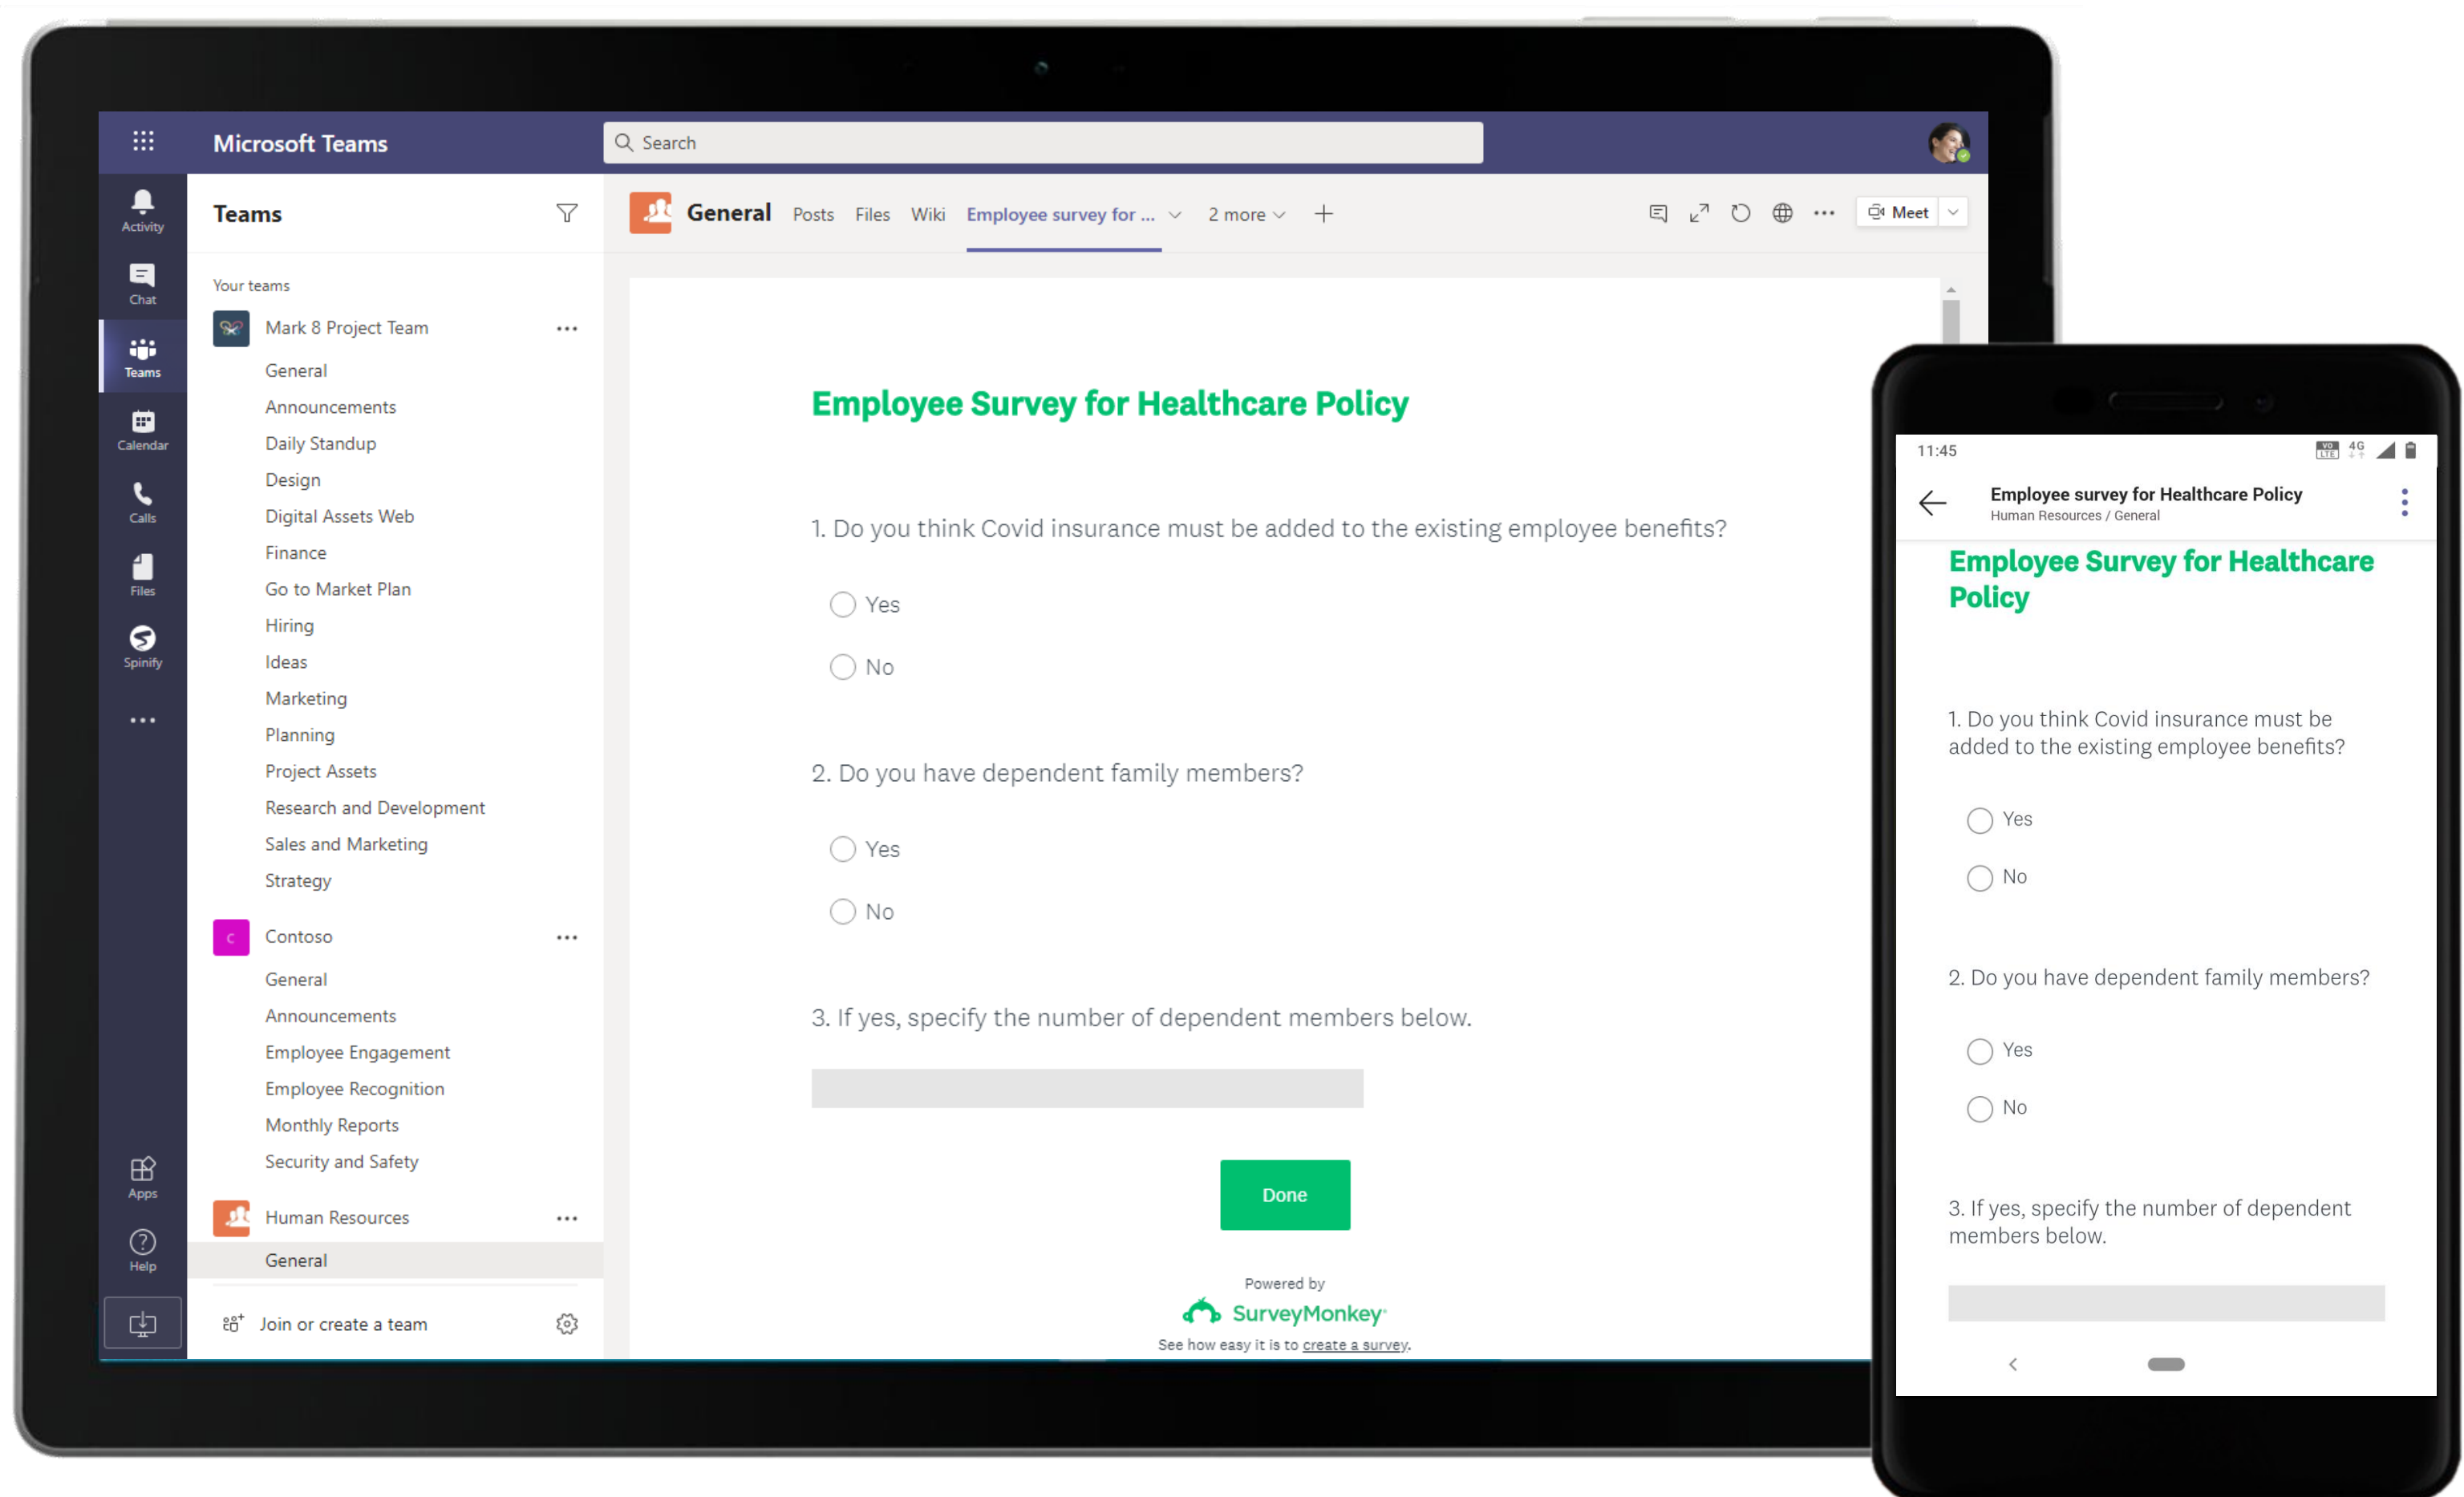 Microsoft Teams
Search
Activity
Chat
Teams
Calendar
Calls
Files
Spinify
Apps
Help
Teams
Your teams
Mark 8 Project Team
General
Announcements
Daily Standup
Design
Digital Assets Web
Finance
Go to Market Plan
Hiring
Ideas
Marketing
Planning
Project Assets
Research and Development
Sales and Marketing
Strategy
C
Contoso
General
Announcements
Employee Engagement
Employee Recognition
Monthly Reports
Security and Safety
Human Resources
General
Join or create a team
General Posts Files Wiki Employee survey for ... 2 more
Meet
Employee Survey for Healthcare Policy
1. Do you think Covid insurance must be added to the existing employee benefits?
Yes
No
2. Do you have dependent family members?
Yes
No
3. If yes, specify the number of dependent members below.
Done
Powered by
SurveyMonkey
See how easy it is to create a survey.
11:45
VO LTE 4G
Employee survey for Healthcare Policy
Human Resources / General
Employee Survey for Healthcare
Policy
1. Do you think Covid insurance must be
added to the existing employee benefits?
Yes
No
2. Do you have dependent family members?
Yes
No
3. If yes, specify the number of dependent
members below.